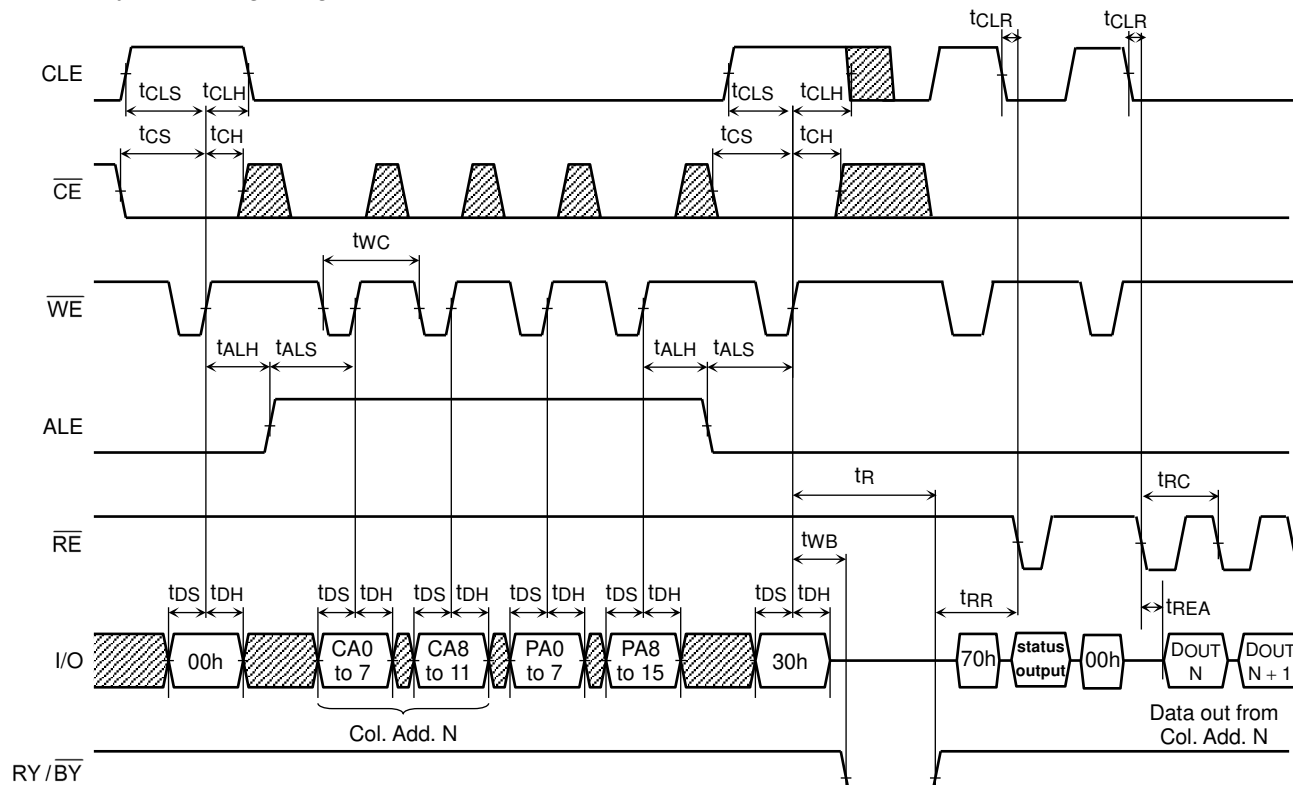 tCLR tCLR
CLE
tCLS tCLH tCLS tCLH
tCS tCH tCS tCH
CE
tWC
WE
tALH tALS tALH tALS
ALE
tR
tRC
RE
tWB
tDS tDH tDS tDH tDS tDH tDS tDH tDS tDH tDS tDH
tRR tREA
I/O
00h
CA0 to 7
CA8 to 11
PA0 to 7
PA8 to 15
30h
70h
status output
00h
DOUT N
DOUT N + 1
Col. Add. N
Data out from
Col. Add. N
RY / BY